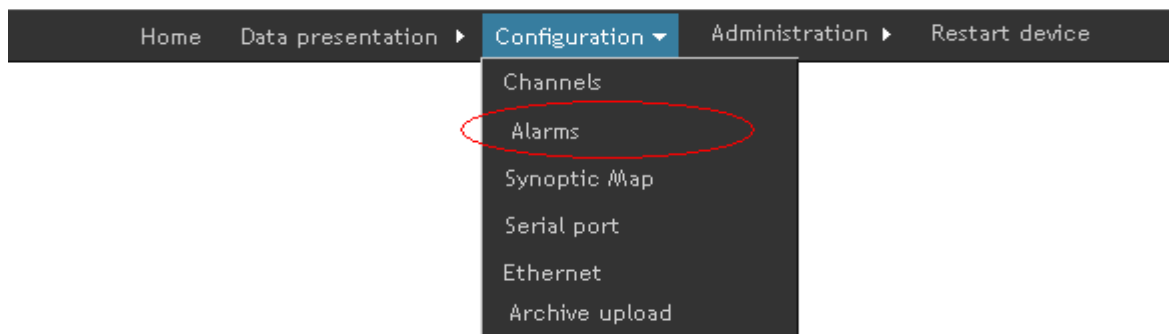 Home Data presentation Configuration Administration Restart device
Channels
Alarms
Synoptic Map
Serial port
Ethernet
Archive upload